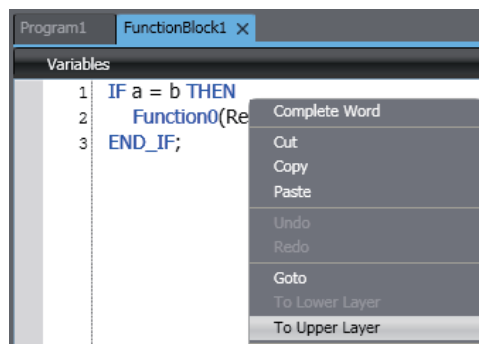 Program1 FunctionBlock1
Variables
1 IF a = b THEN
2 Function0(Re
3 END_IF;
Complete Word
Cut
Copy
Paste
Undo
Redo
Goto
To Lower Layer
To Upper Layer